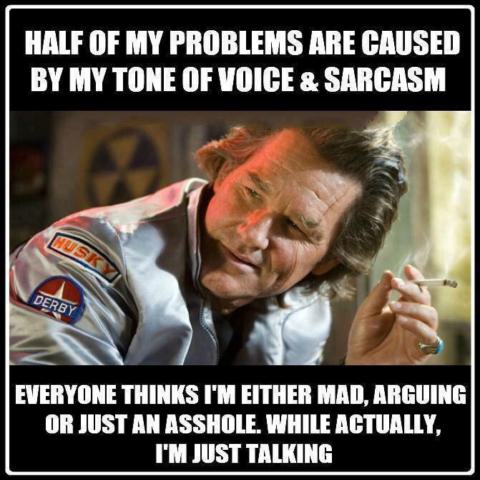 HALF OF MY PROBLEMS ARE CAUSED
BY MY TONE OF VOICE & SARCASM
HUSKY
DERBY
EVERYONE THINKS I'M EITHER MAD, ARGUING
OR JUST AN ASSHOLE. WHILE ACTUALLY,
I'M JUST TALKING